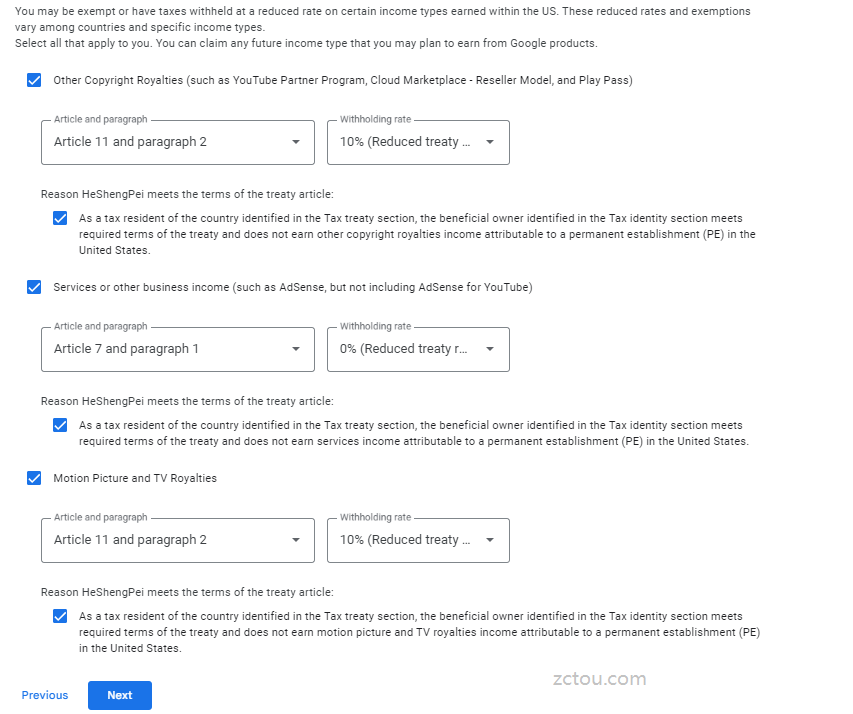 You may be exempt or have taxes withheld at a reduced rate on certain income types earned within the US. These reduced rates and exemptions
vary among countries and specific income types.
Select all that apply to you. You can claim any future income type that you may plan to earn from Google products.
Other Copyright Royalties (such as YouTube Partner Program, Cloud Marketplace - Reseller Model, and Play Pass)
Article and paragraph
Withholding rate
Article 11 and paragraph 2
10% (Reduced treaty ...
Reason HeShengPei meets the terms of the treaty article:
As a tax resident of the country identified in the Tax treaty section, the beneficial owner identified in the Tax identity section meets
required terms of the treaty and does not earn other copyright royalties income attributable to a permanent establishment (PE) in the
United States.
Services or other business income (such as AdSense, but not including AdSense for YouTube)
Article and paragraph
Withholding rate
Article 7 and paragraph 1
0% (Reduced treaty r...
Reason HeShengPei meets the terms of the treaty article:
As a tax resident of the country identified in the Tax treaty section, the beneficial owner identified in the Tax identity section meets
required terms of the treaty and does not earn services income attributable to a permanent establishment (PE) in the United States.
Motion Picture and TV Royalties
Article and paragraph
Withholding rate
Article 11 and paragraph 2
10% (Reduced treaty ...
Reason HeShengPei meets the terms of the treaty article:
As a tax resident of the country identified in the Tax treaty section, the beneficial owner identified in the Tax identity section meets
required terms of the treaty and does not earn motion picture and TV royalties income attributable to a permanent establishment (PE)
in the United States.
zctou.com
Previous
Next